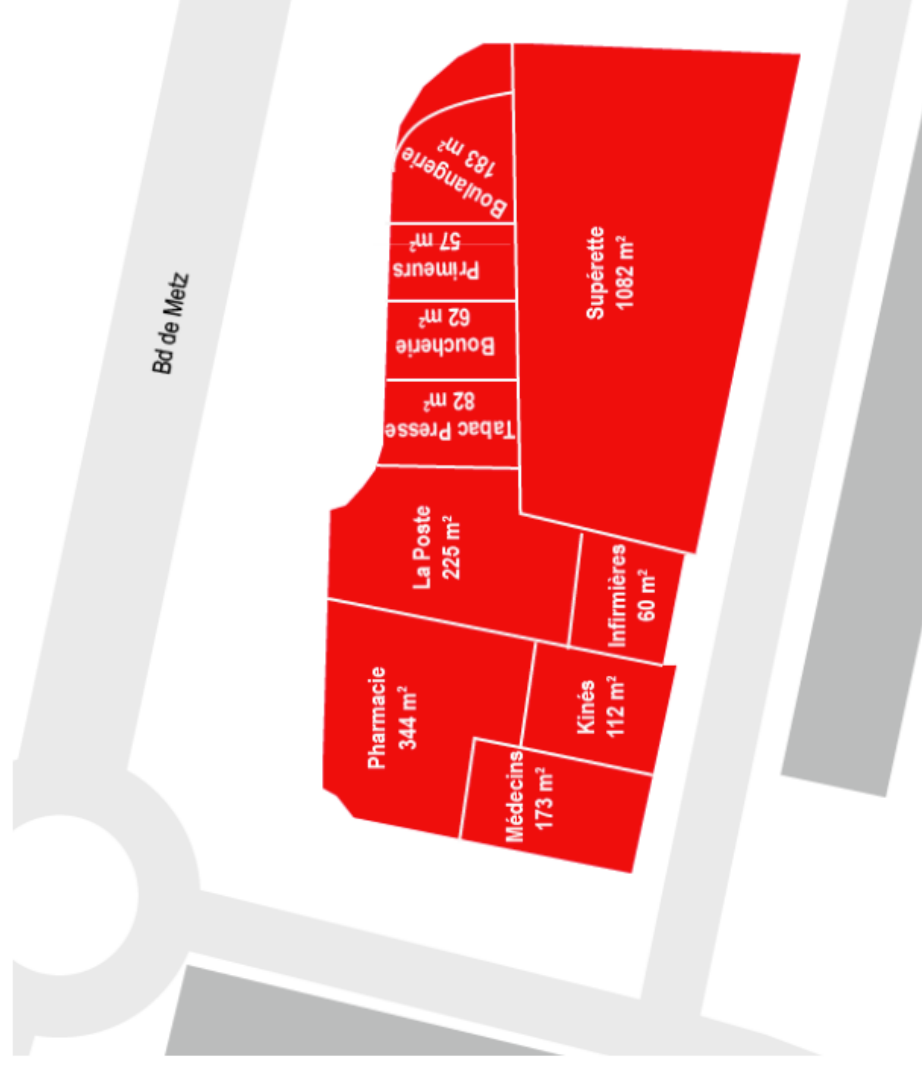 Boulangerie
183 m²
Primeurs
57 m²
Boucherie
62 m²
Tabac Presse
82 m²
Supérette
1082 m²
Bd de Metz
La Poste
225 m²
Infirmières
60 m²
Pharmacie
344 m²
Kinés
112 m²
Médecins
173 m²